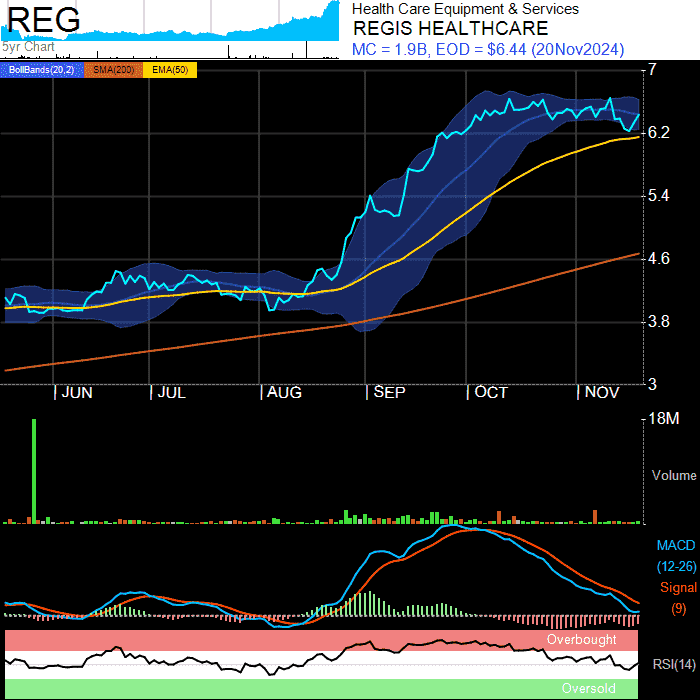 REG
5yr Chart
Health Care Equipment & Services
REGIS HEALTHCARE
MC = 1.9B, EOD = $6.44 (20Nov2024)
BollBands(20,2) SMA(200) EMA(50)
7
6.2
5.4
4.6
3.8
3
JUN JUL AUG SEP OCT NOV
18M
Volume
MACD
(12-26)
Signal
(9)
Overbought
RSI(14)
Oversold